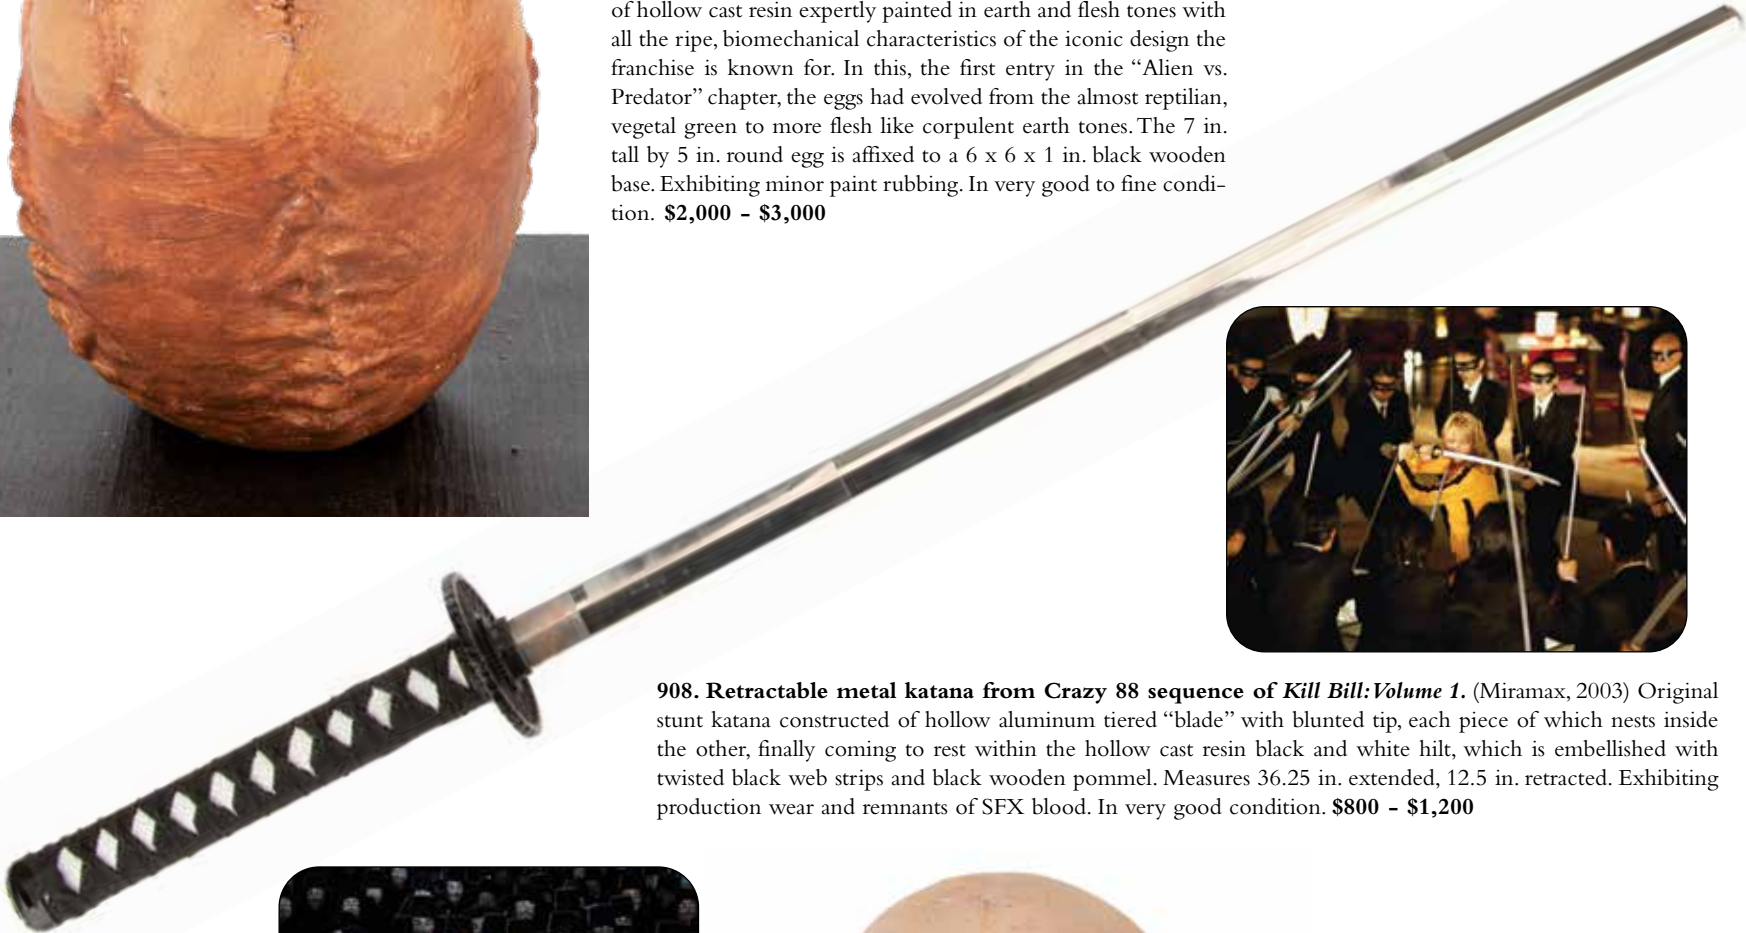 of hollow cast resin expertly painted in earth and flesh tones with
all the ripe, biomechanical characteristics of the iconic design the
franchise is known for. In this, the first entry in the “Alien vs.
Predator” chapter, the eggs had evolved from the almost reptilian,
vegetal green to more flesh like corpulent earth tones. The 7 in.
tall by 5 in. round egg is affixed to a 6 x 6 x 1 in. black wooden
base. Exhibiting minor paint rubbing. In very good to fine condi-
tion. $2,000 - $3,000
908. Retractable metal katana from Crazy 88 sequence of Kill Bill: Volume 1. (Miramax, 2003) Original
stunt katana constructed of hollow aluminum tiered “blade” with blunted tip, each piece of which nests inside
the other, finally coming to rest within the hollow cast resin black and white hilt, which is embellished with
twisted black web strips and black wooden pommel. Measures 36.25 in. extended, 12.5 in. retracted. Exhibiting
production wear and remnants of SFX blood. In very good condition. $800 - $1,200